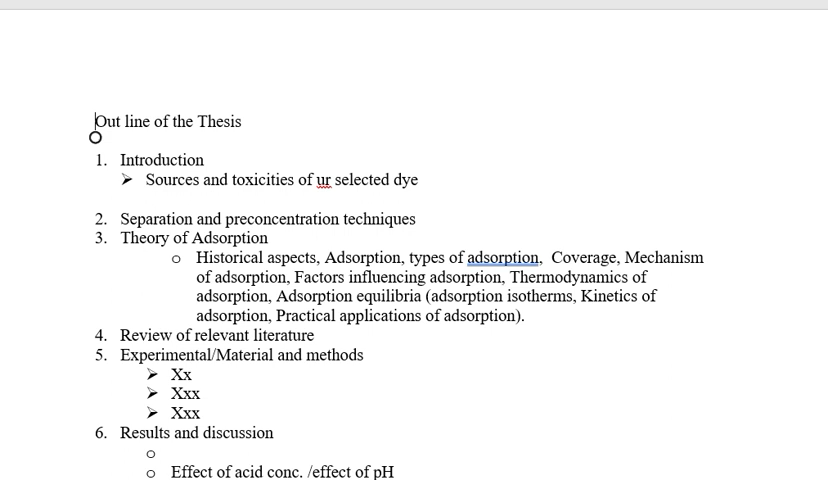 Out line of the Thesis
1. Introduction
➢ Sources and toxicities of ur selected dye
2. Separation and preconcentration techniques
3. Theory of Adsorption
o Historical aspects, Adsorption, types of adsorption, Coverage, Mechanism
of adsorption, Factors influencing adsorption, Thermodynamics of
adsorption, Adsorption equilibria (adsorption isotherms, Kinetics of
adsorption, Practical applications of adsorption).
4. Review of relevant literature
5. Experimental/Material and methods
➢ Xx
➢ Xxx
➢ Xxx
6. Results and discussion
o
o Effect of acid conc. /effect of pH